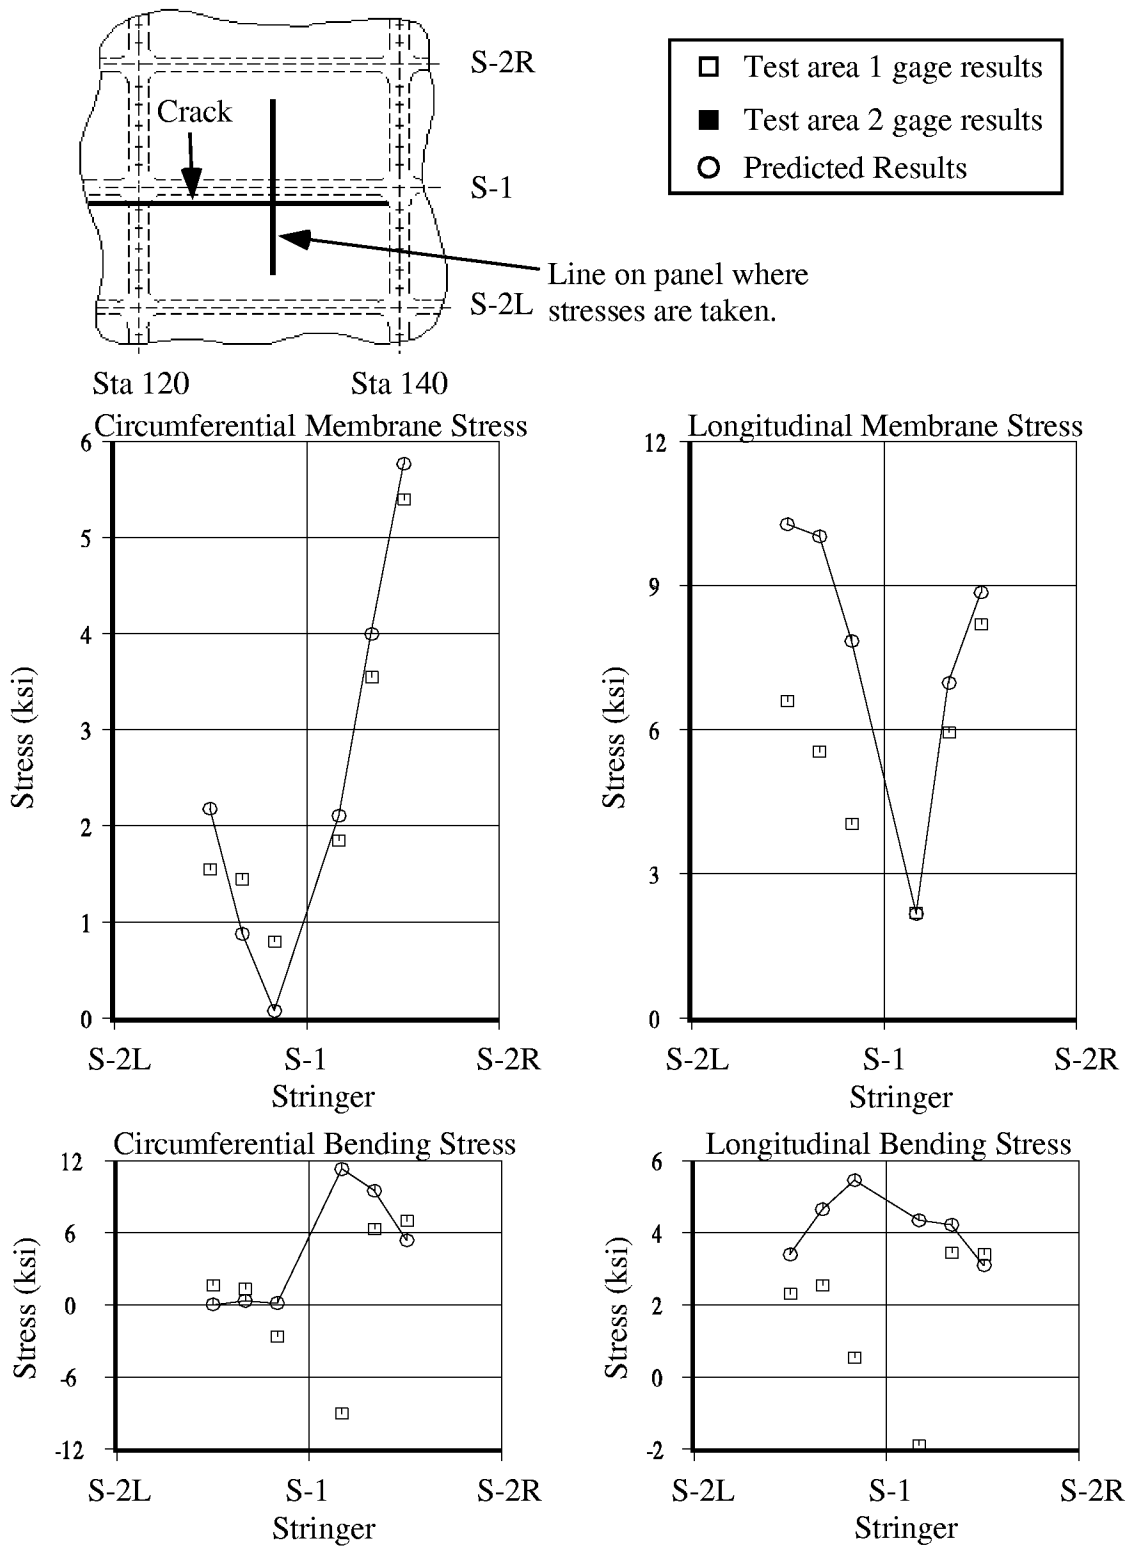 S-2R
Crack
S-1
Line on panel where
stresses are taken.
S-2L
Sta 120
Sta 140
Test area 1 gage results
Test area 2 gage results
Predicted Results
Circumferential Membrane Stress
6
5
4
3
2
1
0
Stress (ksi)
S-2L
S-1
S-2R
Stringer
Longitudinal Membrane Stress
12
9
6
3
0
Stress (ksi)
S-2L
S-1
S-2R
Stringer
Circumferential Bending Stress
12
6
0
-6
-12
Stress (ksi)
S-2L
S-1
S-2R
Stringer
Longitudinal Bending Stress
6
4
2
0
-2
Stress (ksi)
S-2L
S-1
S-2R
Stringer